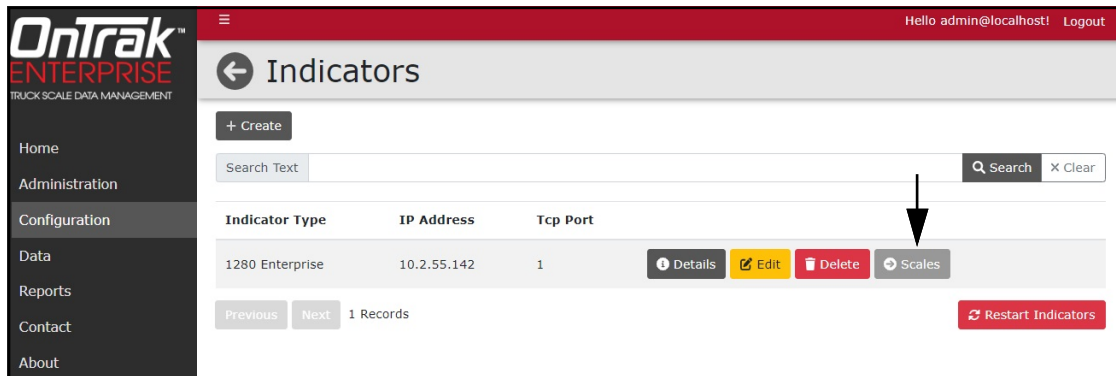 OnTrak™
ENTERPRISE
TRUCK SCALE DATA MANAGEMENT
Home
Administration
Configuration
Data
Reports
Contact
About
Hello admin@localhost! Logout
Indicators
+ Create
Search Text Search × Clear
Indicator Type IP Address Tcp Port
1280 Enterprise 10.2.55.142 1 Details Edit Delete Scales
Previous Next 1 Records Restart Indicators